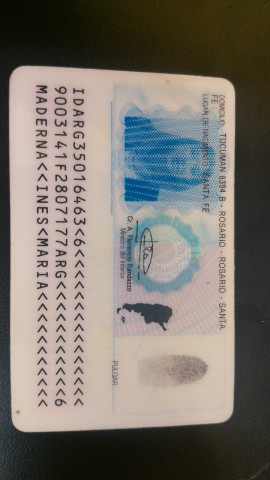 DOMICILIO: TUCUMAN 8394 B - ROSARIO - ROSARIO - SANTA
FE
LUGAR DE NACIMIENTO: SANTA FE
Dr. A. Florencio Randazzo
Ministro del Interior
PULGAR
IDARG35016463<6<<<<<<<<<<<<<<<
9003141F2807177ARG<<<<<<<<<<<6
MADERNA<<INES<MARIA<<<<<<<<<<<